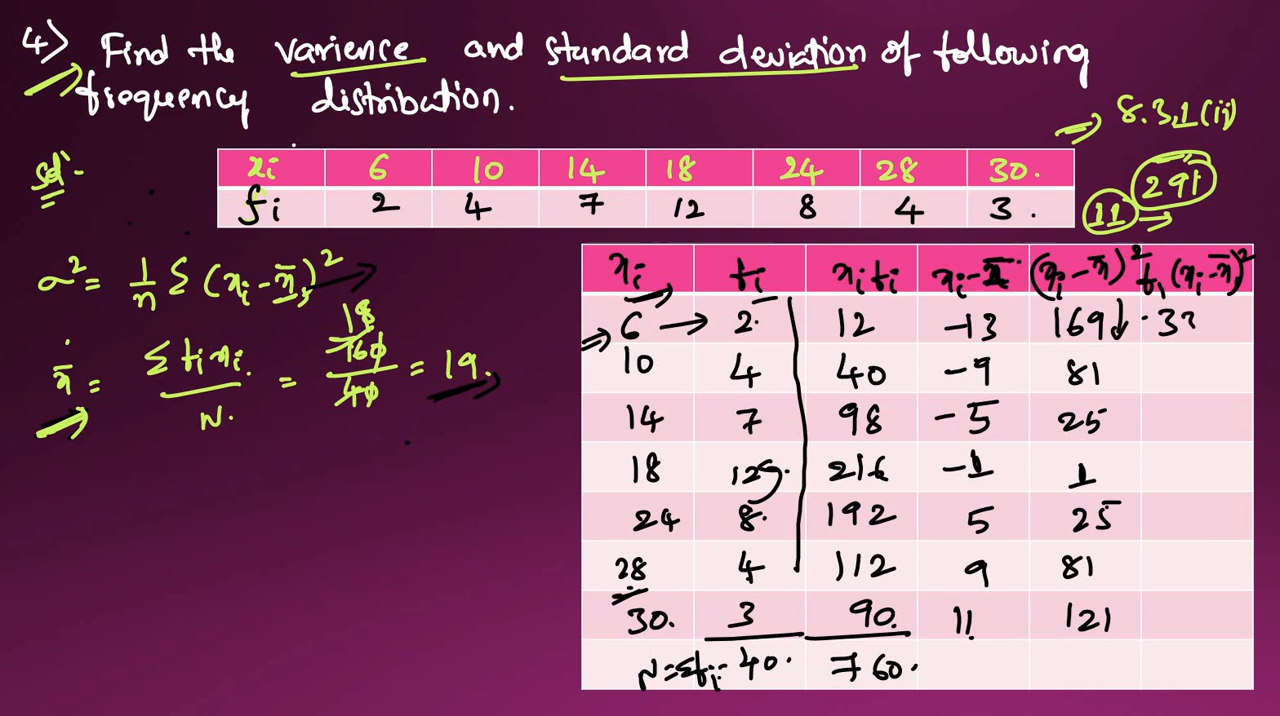 4) Find the varience and standard deviation of following
frequency distribution.
⇒ 8.3.1(ii)
Sol:-
xi 6 10 14 18 24 28 30.
fi 2 4 7 12 8 4 3.
11 ⇒ 291
σ² = 1/n Σ (xi - x̄)²
x̄ = Σ fi xi / N. = 760/40 = 19.
xi fi xi fi xi - x̄ (xi - x̄)² fi (xi - x̄)²
6 → 2 12 -13 169 33
10 4 40 -9 81
14 7 98 -5 25
18 12 216 -1 1
24 8 192 5 25
28 4 112 9 81
30. 3 90 11 121
N = Σfi = 40. 760.